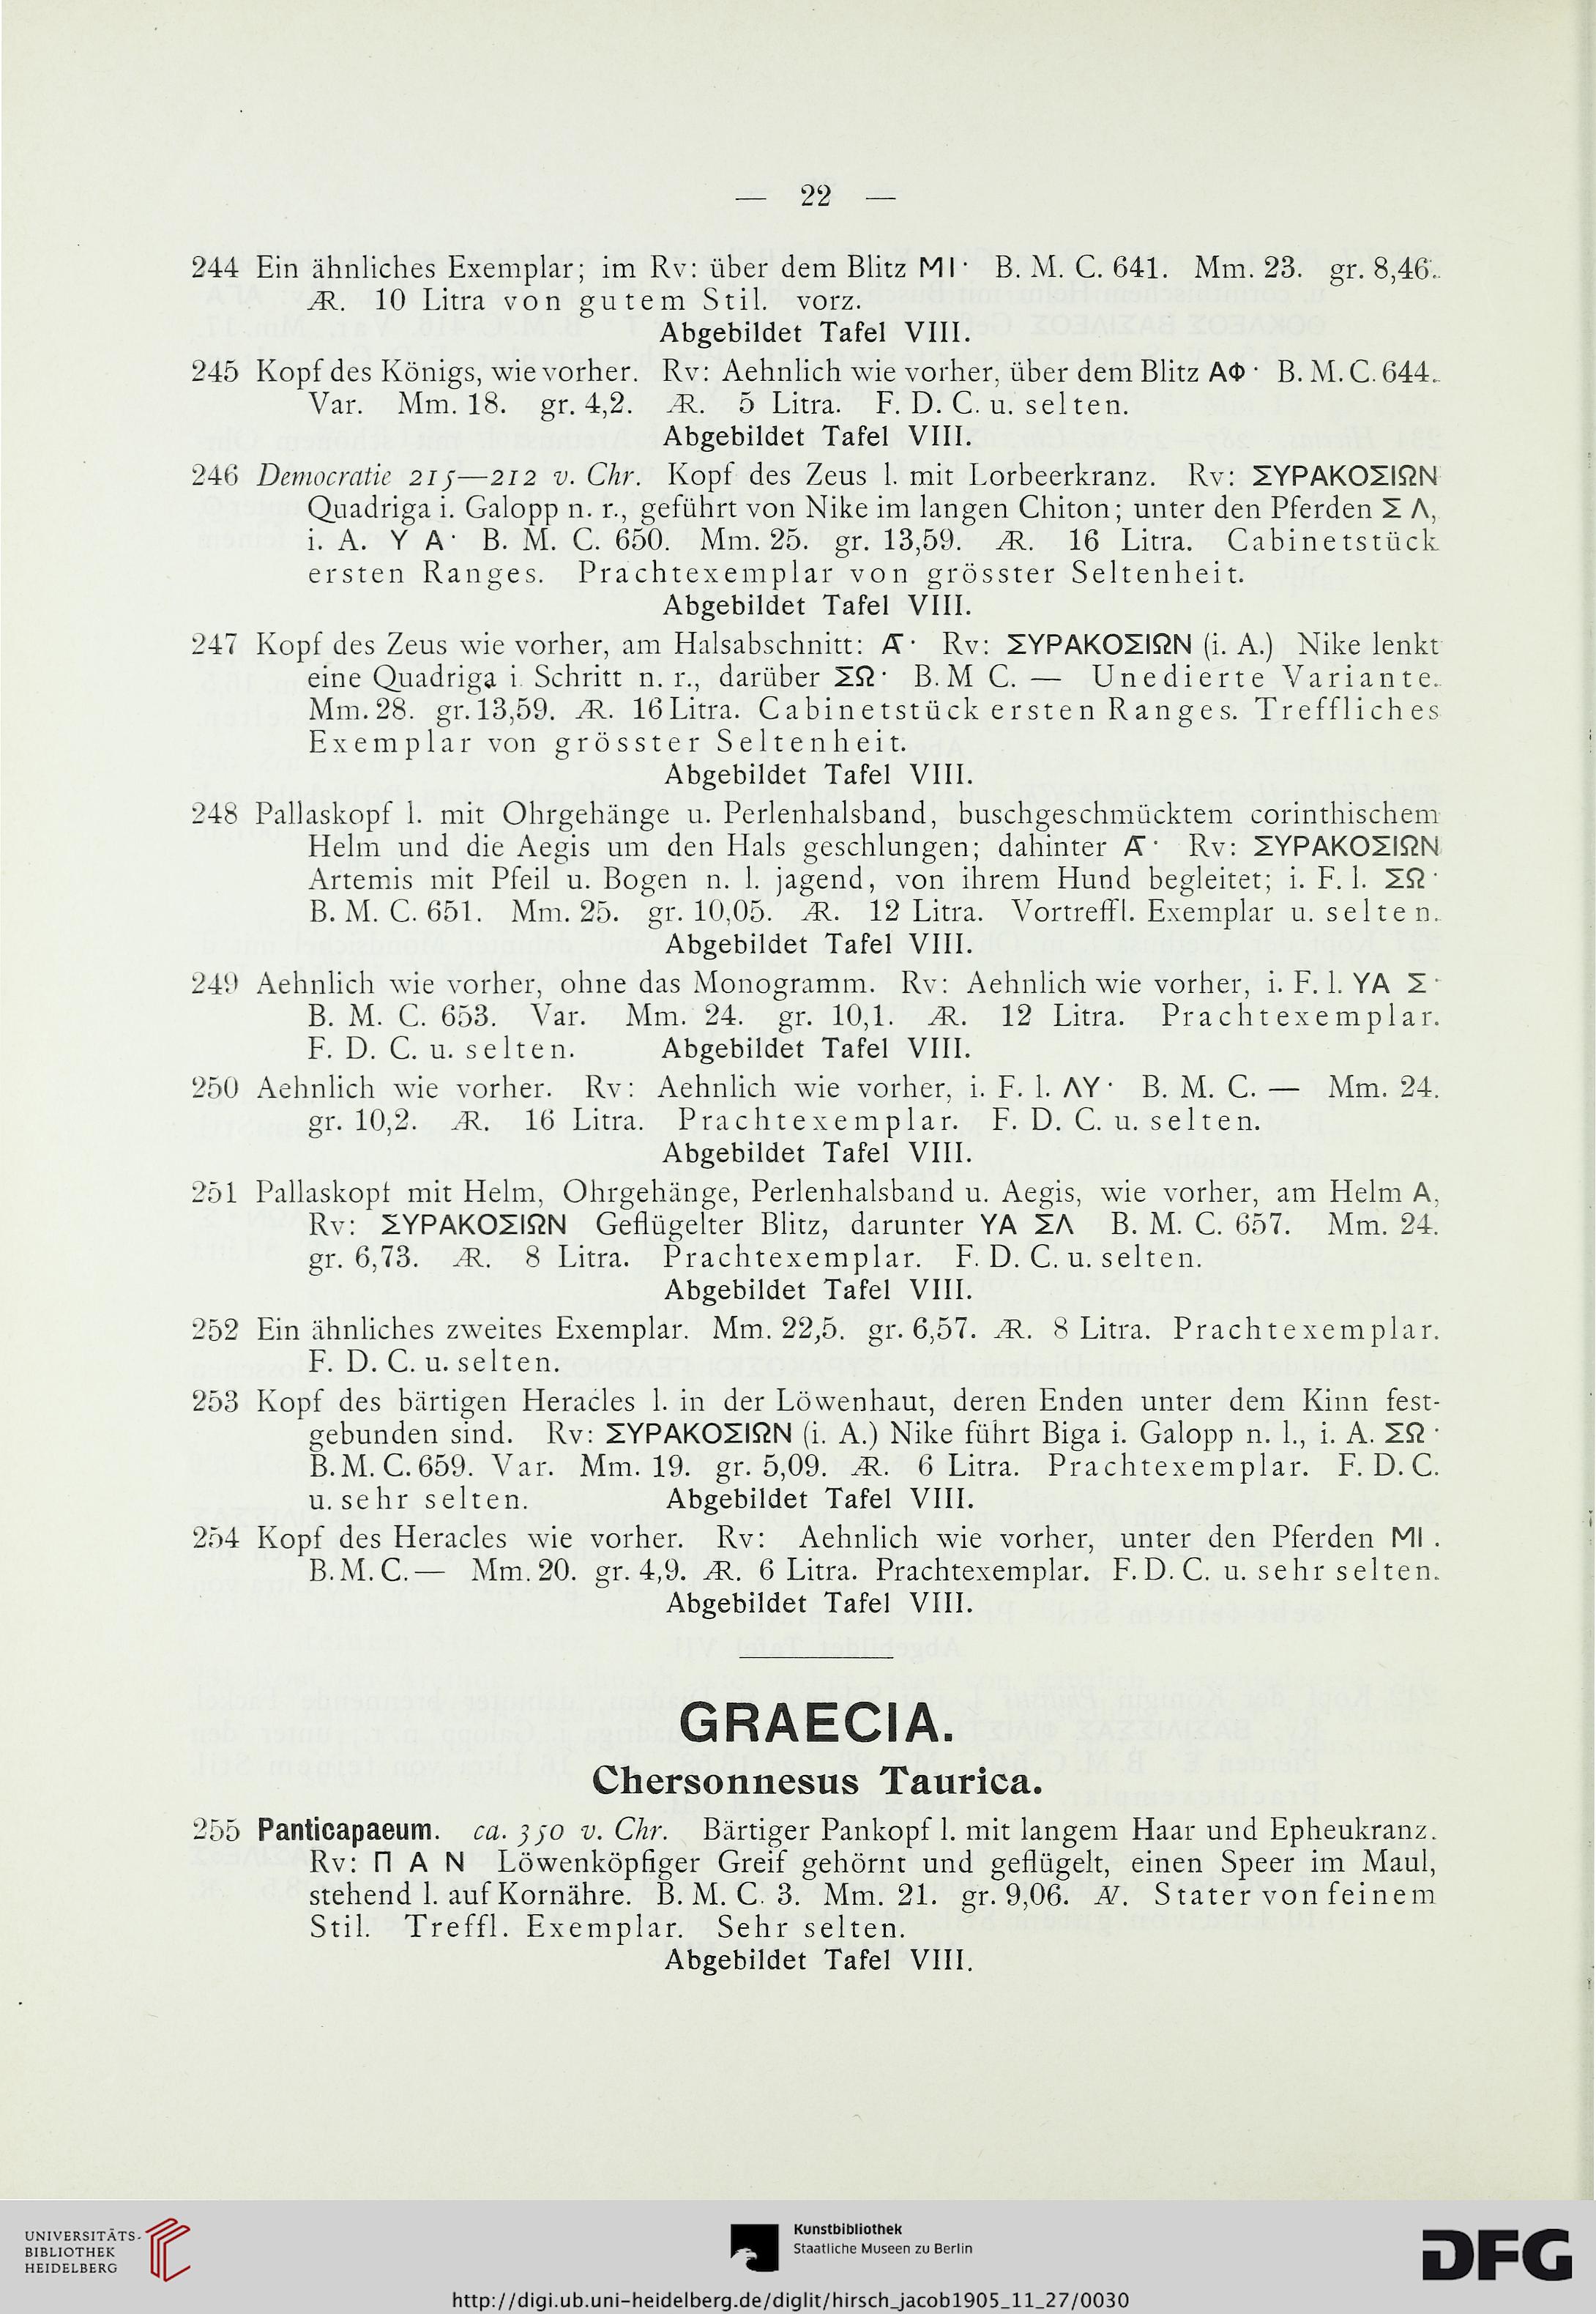 — 22 —
244 Ein ähnliches Exemplar; im Rv: über dem Blitz ΜΙ· B. M. C. 641. Mm. 23. gr. 8,46.
Æ. 10 Litra von gutem Stil. vorz.
Abgebildet Tafel VIII.
245 Kopf des Königs, wie vorher. Rv: Aehnlich wie vorher, über dem Blitz ΑΦ· B. M. C. 644.
Var. Mm. 18. gr. 4,2. ÆR. 5 Litra. F. D. C. u. selten.
Abgebildet Tafel VIII.
246 Democratie 215—212 v. Chr. Kopf des Zeus l. mit Lorbeerkranz. Rv: ΣΥΡΑΚΟΣΙΩΝ
Quadriga i. Galopp n. r., geführt von Nike im langen Chiton; unter den Pferden Σ Λ,
i. A. Υ Α· B. M. C. 650. Mm. 25. gr. 13,59. ÆR. 16 Litra. Cabinetstück
ersten Ranges. Prachtexemplar von grösster Seltenheit.
Abgebildet Tafel VIII.
247 Kopf des Zeus wie vorher, am Halsabschnitt: · Rv: ΣΥΡΑΚΟΣΙΩΝ (i. A.) Nike lenkt
eine Quadriga i. Schritt n. r., darüber ΣΩ· B. M C. — Unedierte Variante.
Mm. 28. gr. 13,59. ÆR. 16 Litra. Cabinetstück ersten Ranges. Treffliches
Exemplar von grösster Seltenheit.
Abgebildet Tafel VIII.
248 Pallaskopf l. mit Ohrgehänge u. Perlenhalsband, buschgeschmücktem corinthischem
Helm und die Aegis um den Hals geschlungen; dahinter · Rv: ΣΥΡΑΚΟΣΙΩΝ
Artemis mit Pfeil u. Bogen n. l. jagend, von ihrem Hund begleitet; i. F. l. ΣΩ·
B. M. C. 651. Mm. 25. gr. 10,05. ÆR. 12 Litra. Vortreffl. Exemplar u. selten.
Abgebildet Tafel VIII.
249 Aehnlich wie vorher, ohne das Monogramm. Rv: Aehnlich wie vorher, i. F. l. ΥΑ Σ·
B. M. C. 653. Var. Mm. 24. gr. 10,1. ÆR. 12 Litra. Prachtexemplar.
F. D. C. u. selten. Abgebildet Tafel VIII.
250 Aehnlich wie vorher. Rv: Aehnlich wie vorher, i. F. l. ΛΥ· B. M. C. — Mm. 24.
gr. 10,2. ÆR. 16 Litra. Prachtexemplar. F. D. C. u. selten.
Abgebildet Tafel VIII.
251 Pallaskopf mit Helm, Ohrgehänge, Perlenhalsband u. Aegis, wie vorher, am Helm Α,
Rv: ΣΥΡΑΚΟΣΙΩΝ Geflügelter Blitz, darunter ΥΑ ΣΛ B. M. C. 657. Mm. 24.
gr. 6,73. ÆR. 8 Litra. Prachtexemplar. F. D. C. u. selten.
Abgebildet Tafel VIII.
252 Ein ähnliches zweites Exemplar. Mm. 22,5. gr. 6,57. ÆR. 8 Litra. Prachtexemplar.
F. D. C. u. selten.
253 Kopf des bärtigen Heracles l. in der Löwenhaut, deren Enden unter dem Kinn fest-
gebunden sind. Rv: ΣΥΡΑΚΟΣΙΩΝ (i. A.) Nike führt Biga i. Galopp n. l., i. A. ΣΩ·
B. M. C. 659. Var. Mm. 19. gr. 5,09. ÆR. 6 Litra. Prachtexemplar. F. D. C.
u. sehr selten. Abgebildet Tafel VIII.
254 Kopf des Heracles wie vorher. Rv: Aehnlich wie vorher, unter den Pferden ΜΙ.
B. M. C. — Mm. 20. gr. 4,9. ÆR. 6 Litra. Prachtexemplar. F. D. C. u. sehr selten.
Abgebildet Tafel VIII.
GRAECIA.
Chersonnesus Taurica.
255 Panticapaeum. ca. 350 v. Chr. Bärtiger Pankopf l. mit langem Haar und Epheukranz.
Rv: Π Α Ν Löwenköpfiger Greif gehörnt und geflügelt, einen Speer im Maul,
stehend l. auf Kornähre. B. M. C. 3. Mm. 21. gr. 9,06. AV. Stater von feinem
Stil. Treffl. Exemplar. Sehr selten.
Abgebildet Tafel VIII.
UNIVERSITÄTS-
BIBLIOTHEK
HEIDELBERG
Kunstbibliothek
Staatliche Museen zu Berlin
DFG
http://digi.ub.uni-heidelberg.de/diglit/hirsch_jacob1905_11_27/0030